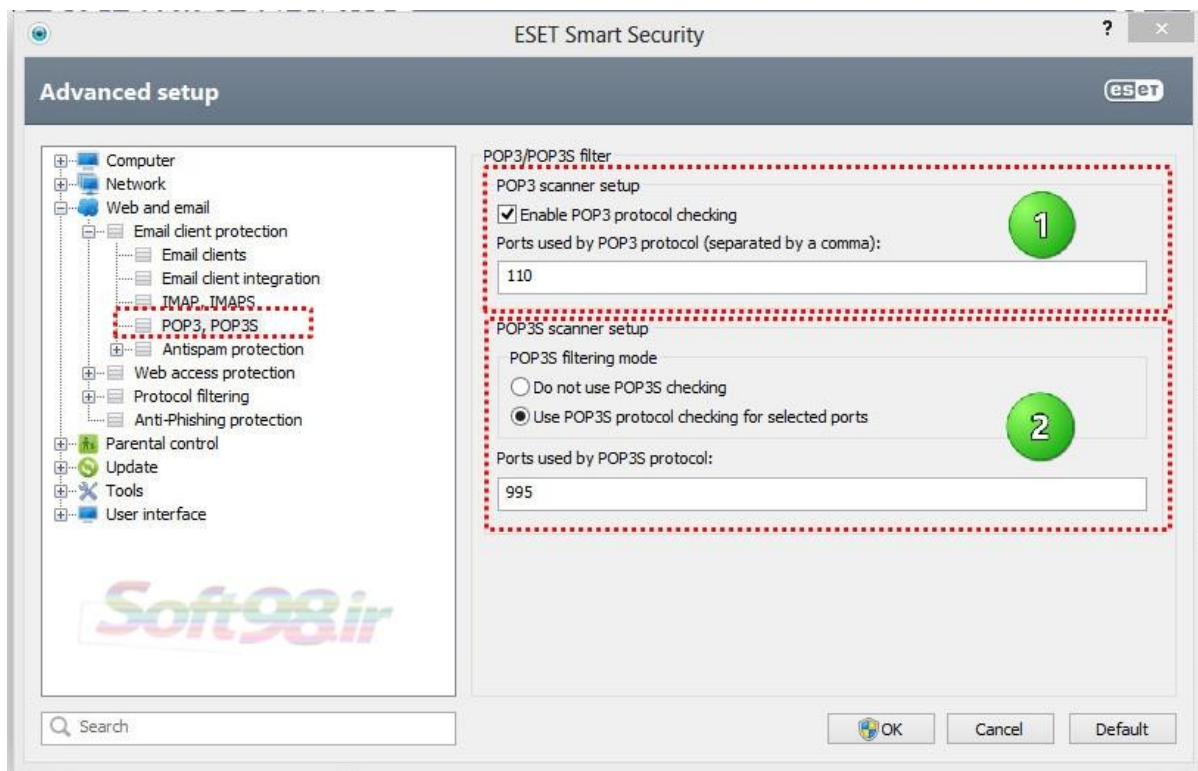 ESET Smart Security
?
×
Advanced setup
eset
Computer
Network
Web and email
Email client protection
Email clients
Email client integration
IMAP, IMAPS
POP3, POP3S
Antispam protection
Web access protection
Protocol filtering
Anti-Phishing protection
Parental control
Update
Tools
User interface
Soft98.ir
Search
POP3/POP3S filter
POP3 scanner setup
Enable POP3 protocol checking
Ports used by POP3 protocol (separated by a comma):
110
1
POP3S scanner setup
POP3S filtering mode
Do not use POP3S checking
Use POP3S protocol checking for selected ports
2
Ports used by POP3S protocol:
995
OK
Cancel
Default